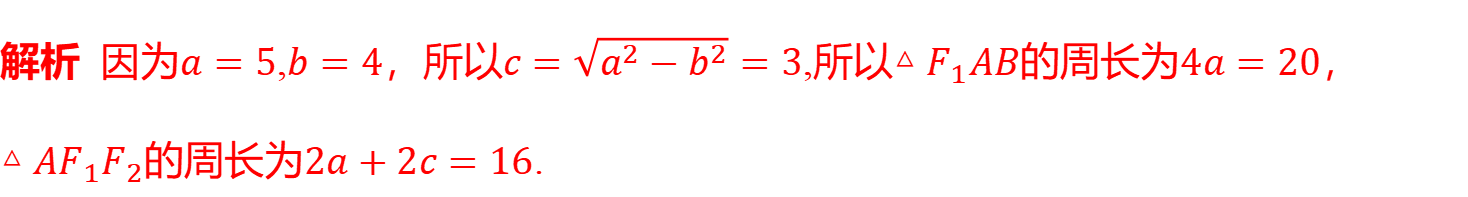 解析 因为a = 5,b = 4，所以c = √a² − b² = 3,所以▵ F₁AB的周长为4a = 20，
▵ AF₁F₂的周长为2a + 2c = 16.